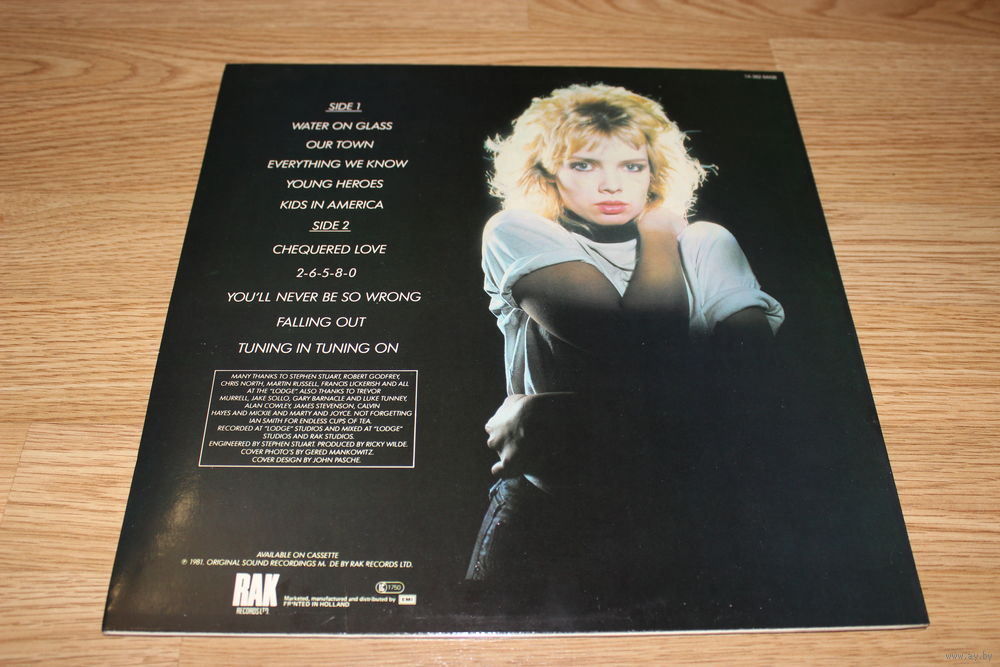 SIDE 1
WATER ON GLASS
OUR TOWN
EVERYTHING WE KNOW
YOUNG HEROES
KIDS IN AMERICA
SIDE 2
CHEQUERED LOVE
2-6-5-8-0
YOU'LL NEVER BE SO WRONG
FALLING OUT
TUNING IN TUNING ON
MANY THANKS TO STEPHEN STUART, ROBERT GODFREY,
CHRIS NORTH, MARTIN RUSSELL, FRANCIS LICKERISH AND ALL
AT THE "LODGE" ALSO THANKS TO TREVOR
MURRELL, JAKE SOLLO, GARY BARNACLE AND LUKE TUNNEY,
ALAN COWLEY, JAMES STEVENSON, CALVIN
HAYES AND MICKIE AND MARTY AND JOYCE. NOT FORGETTING
IAN SMITH FOR ENDLESS CUPS OF TEA.
RECORDED AT "LODGE" STUDIOS AND MIXED AT "LODGE"
STUDIOS AND RAK STUDIOS.
ENGINEERED BY STEPHEN STUART. PRODUCED BY RICKY WILDE.
COVER PHOTO'S BY GERED MANKOWITZ.
COVER DESIGN BY JOHN PASCHE.
AVAILABLE ON CASSETTE
℗ 1981. ORIGINAL SOUND RECORDINGS M. DE BY RAK RECORDS LTD.
RAK
RECORDS LTD
1750
Marketed, manufactured and distributed by EMI
PRINTED IN HOLLAND
www.ay.by